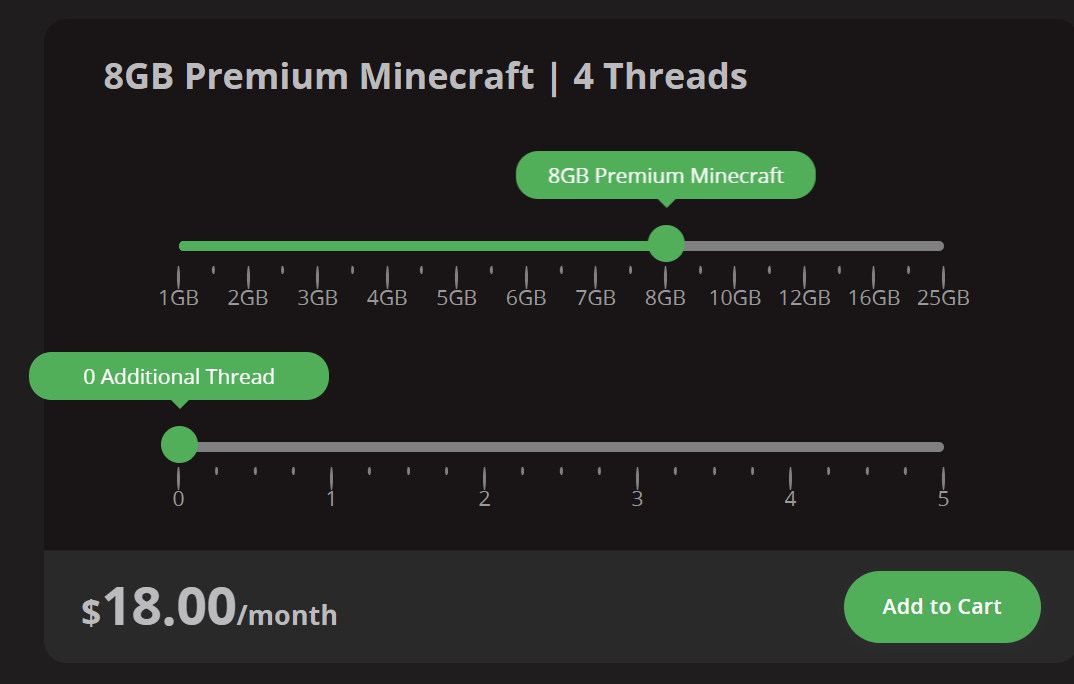 8GB Premium Minecraft | 4 Threads
8GB Premium Minecraft
1GB 2GB 3GB 4GB 5GB 6GB 7GB 8GB 10GB 12GB 16GB 25GB
0 Additional Thread
0 1 2 3 4 5
$18.00/month
Add to Cart